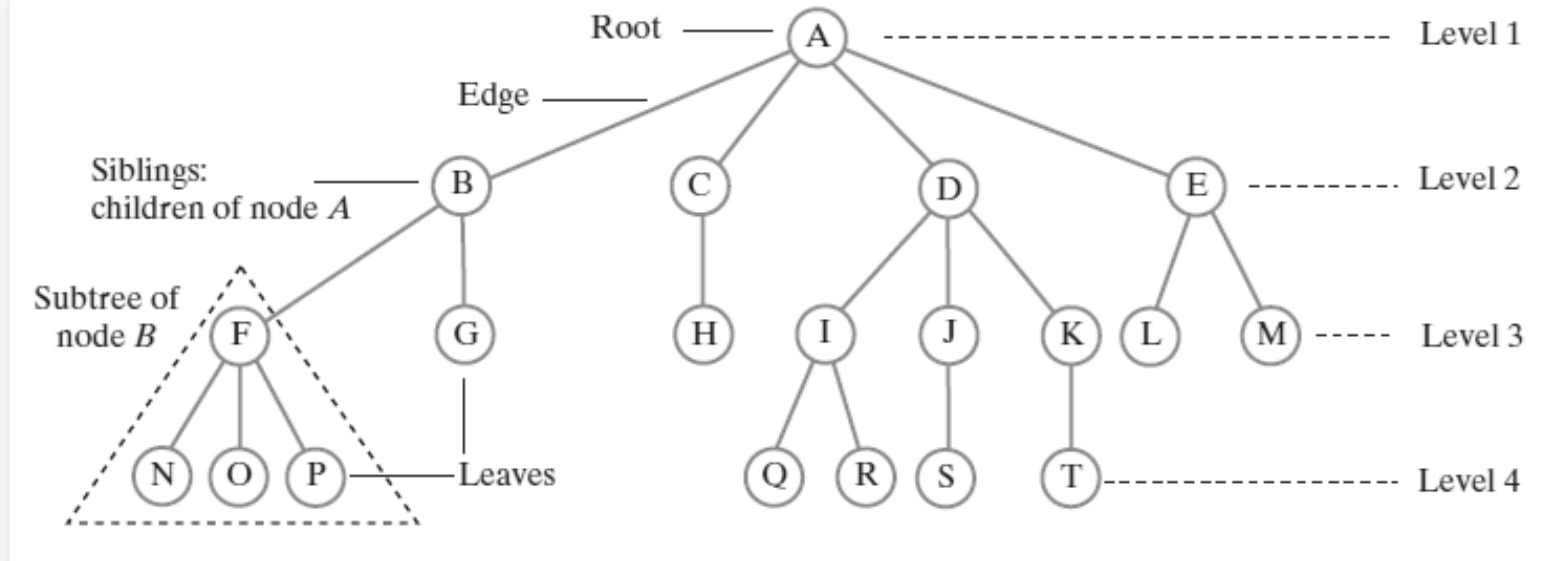 Root
A
Level 1
Edge
Siblings:
children of node A
B
C
D
E
Level 2
Subtree of
node B
F
G
H
I
J
K
L
M
Level 3
N
O
P
Leaves
Q
R
S
T
Level 4